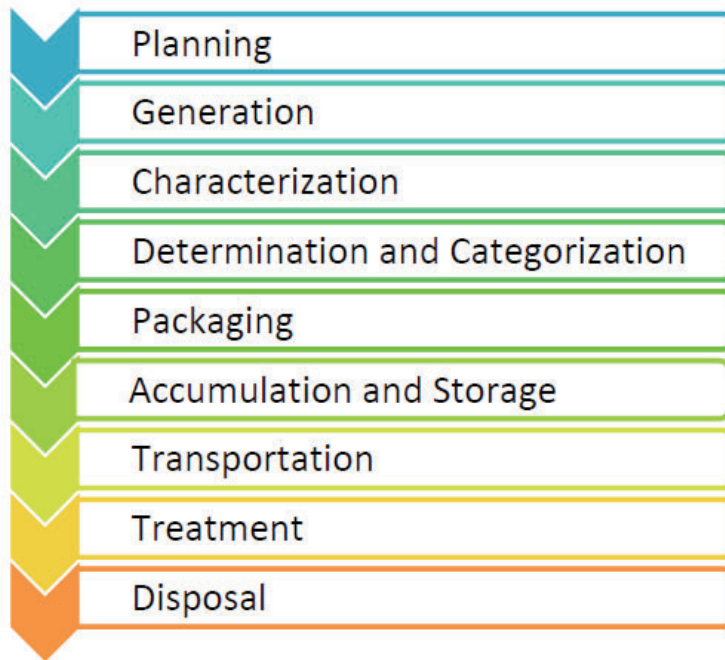 Planning
Generation
Characterization
Determination and Categorization
Packaging
Accumulation and Storage
Transportation
Treatment
Disposal